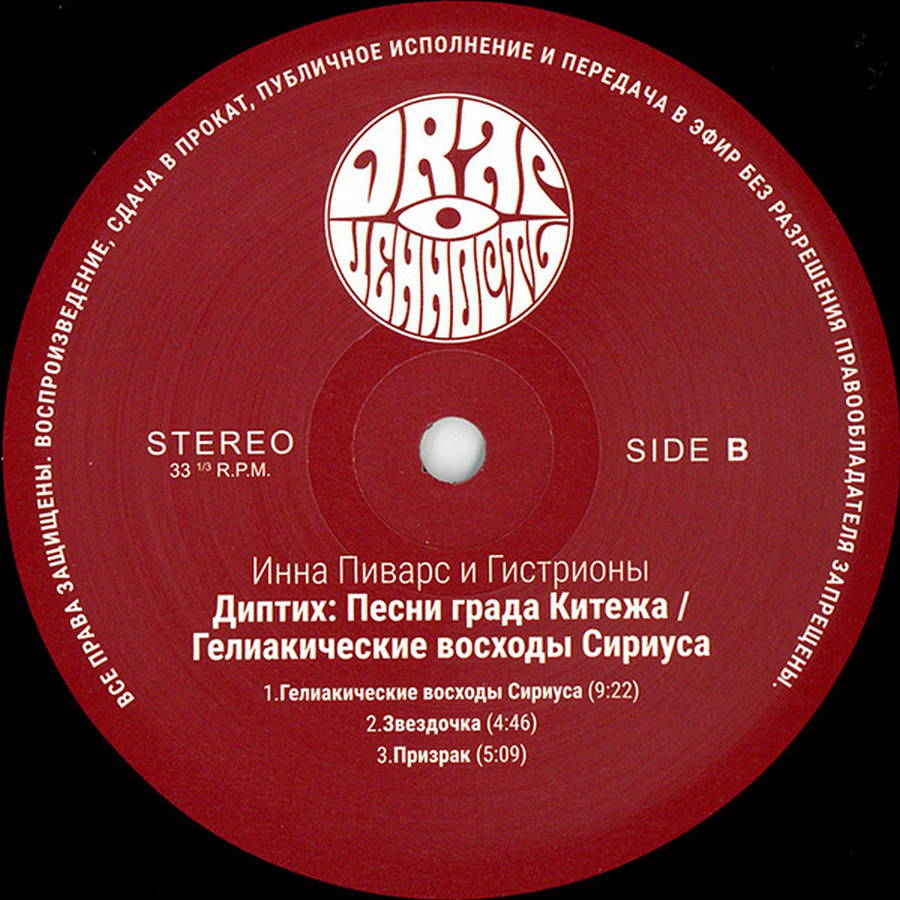 ВСЕ ПРАВА ЗАЩИЩЕНЫ. ВОСПРОИЗВЕДЕНИЕ, СДАЧА В ПРОКАТ, ПУБЛИЧНОЕ ИСПОЛНЕНИЕ И ПЕРЕДАЧА В ЭФИР БЕЗ РАЗРЕШЕНИЯ ПРАВООБЛАДАТЕЛЯ ЗАПРЕЩЕНЫ.
DRAГ
ЦЕННОСТЬ
STEREO
33 1/3 R.P.M.
SIDE B
Инна Пиварс и Гистрионы
Диптих: Песни града Китежа /
Гелиакические восходы Сириуса
1.Гелиакические восходы Сириуса (9:22)
2.Звездочка (4:46)
3.Призрак (5:09)